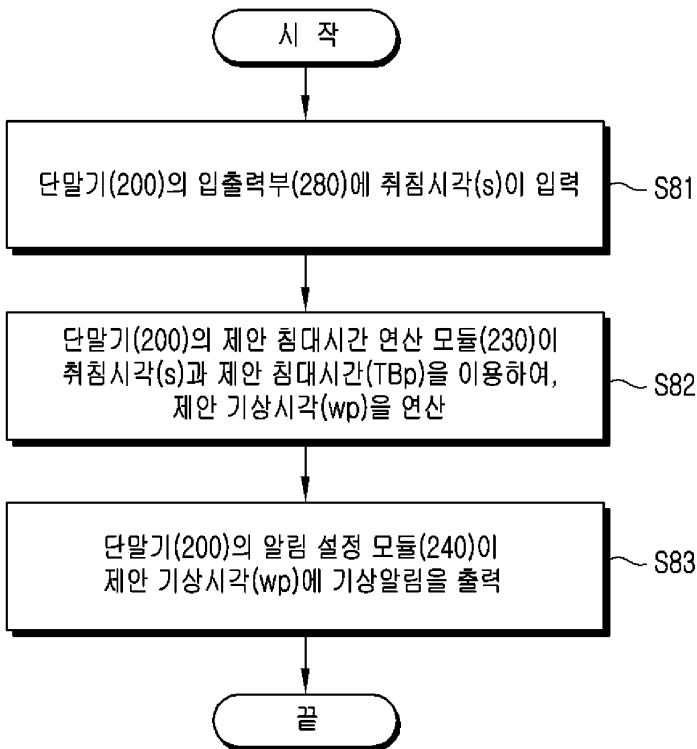 시 작
단말기(200)의 입출력부(280)에 취침시각(s)이 입력
S81
단말기(200)의 제안 침대시간 연산 모듈(230)이
취침시각(s)과 제안 침대시간(TBp)을 이용하여,
제안 기상시각(wp)을 연산
S82
단말기(200)의 알림 설정 모듈(240)이
제안 기상시각(wp)에 기상알림을 출력
S83
끝